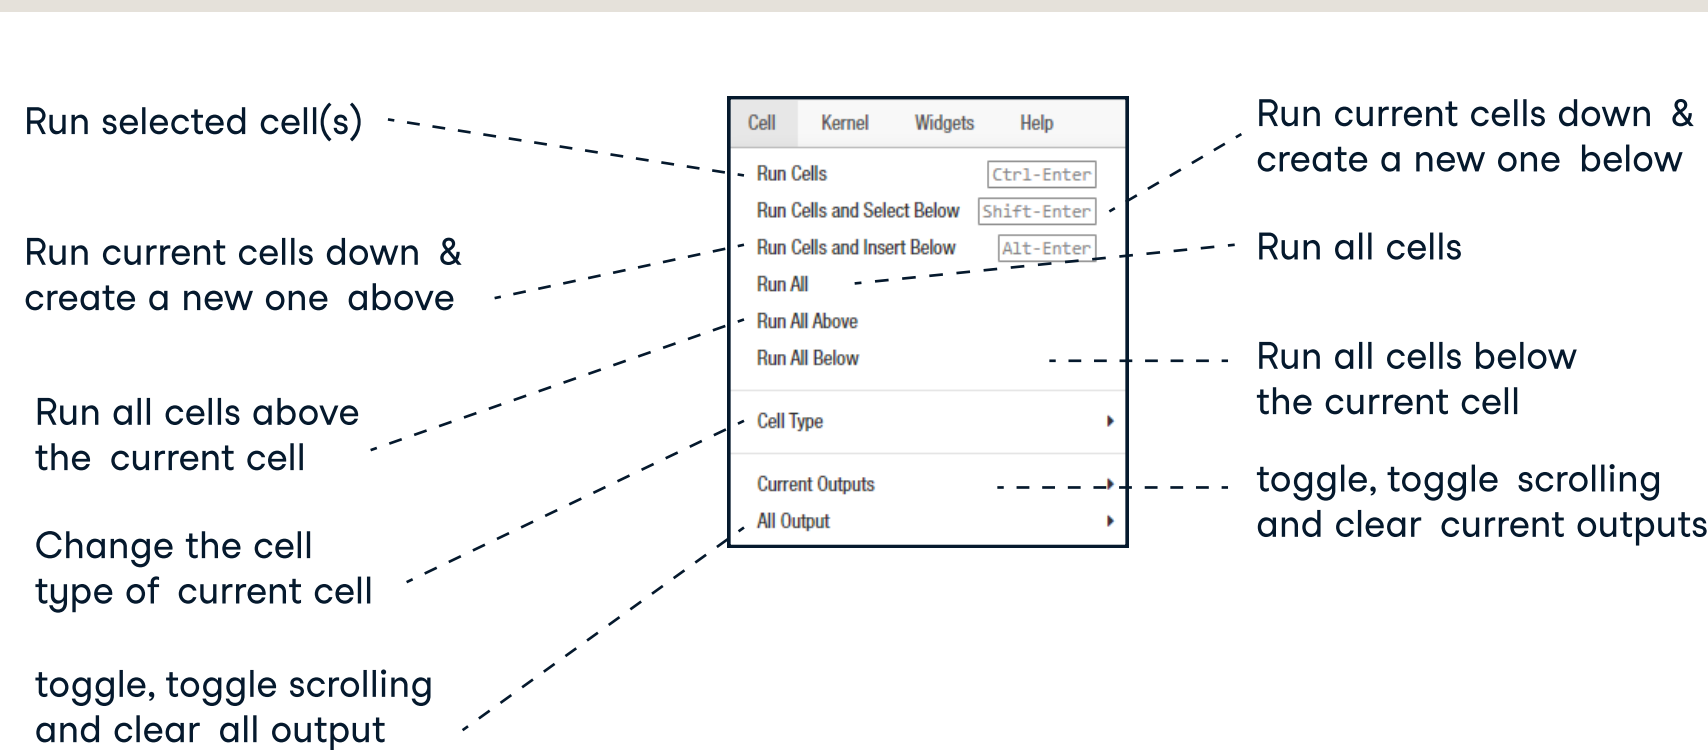 Run selected cell(s)
Run current cells down &
create a new one above
Run all cells above
the current cell
Change the cell
type of current cell
toggle, toggle scrolling
and clear all output
Cell Kernel Widgets Help
Run Cells Ctrl-Enter
Run Cells and Select Below Shift-Enter
Run Cells and Insert Below Alt-Enter
Run All
Run All Above
Run All Below
Cell Type
Current Outputs
All Output
Run current cells down &
create a new one below
Run all cells
Run all cells below
the current cell
toggle, toggle scrolling
and clear current outputs